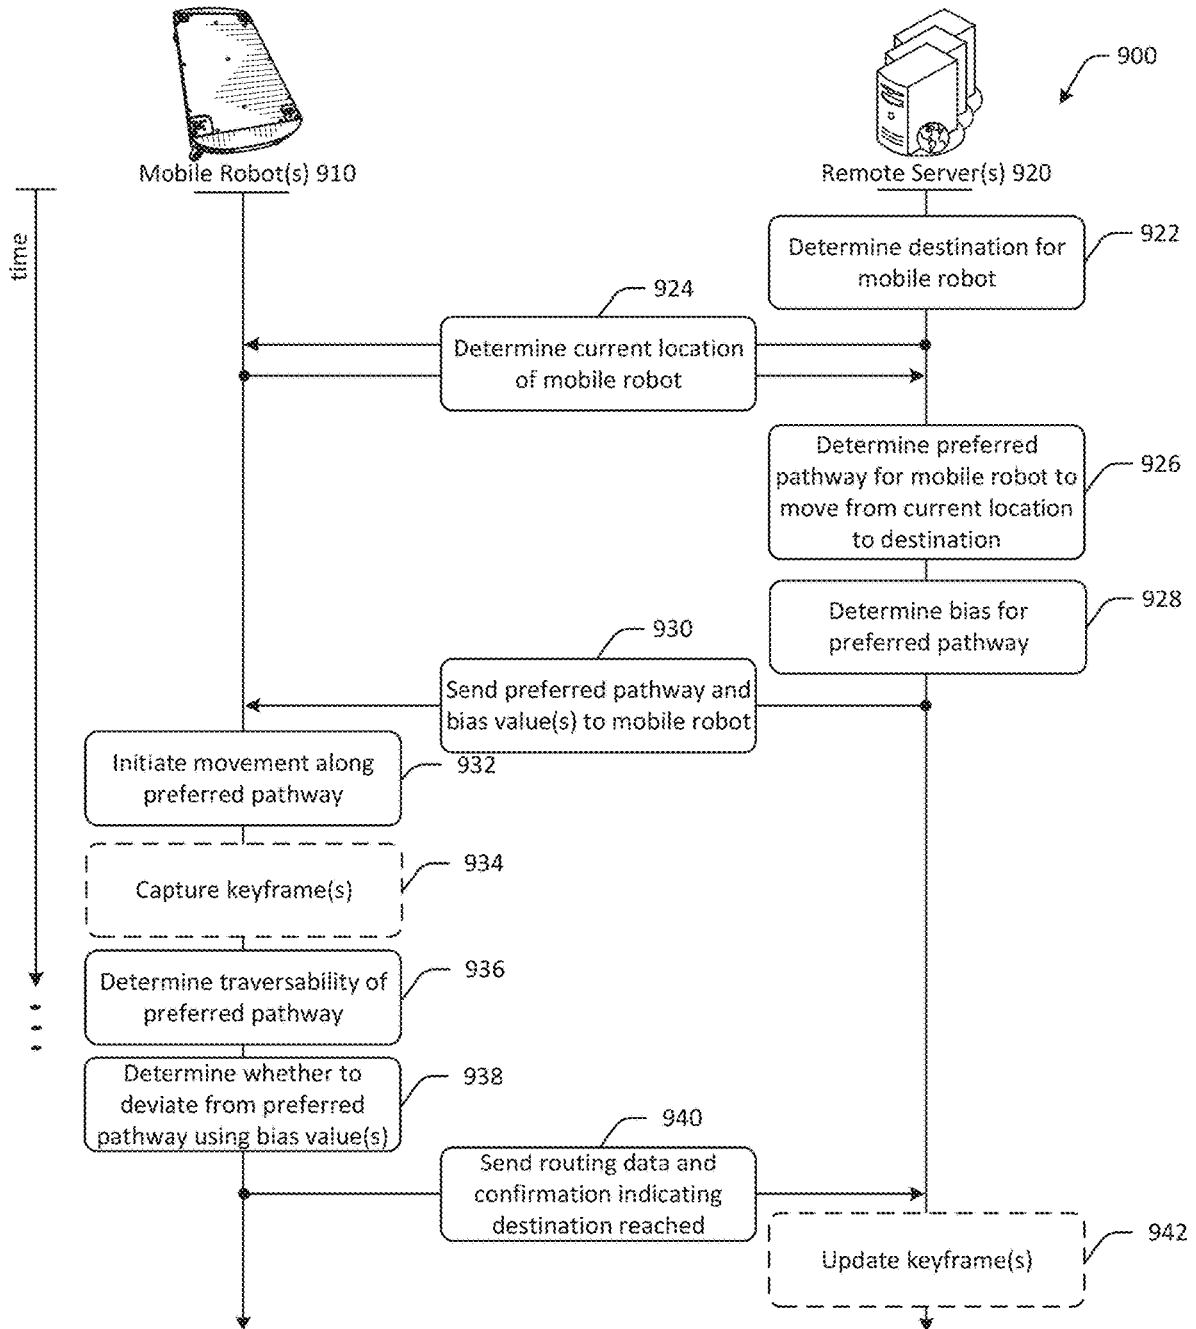 900
Mobile Robot(s) 910
Remote Server(s) 920
time
922
Determine destination for
mobile robot
924
Determine current location
of mobile robot
Determine preferred
pathway for mobile robot to
move from current location
to destination
926
Determine bias for
preferred pathway
928
930
Send preferred pathway and
bias value(s) to mobile robot
Initiate movement along
preferred pathway
932
934
Capture keyframe(s)
Determine traversability of
preferred pathway
936
Determine whether to
deviate from preferred
pathway using bias value(s)
938
940
Send routing data and
confirmation indicating
destination reached
942
Update keyframe(s)